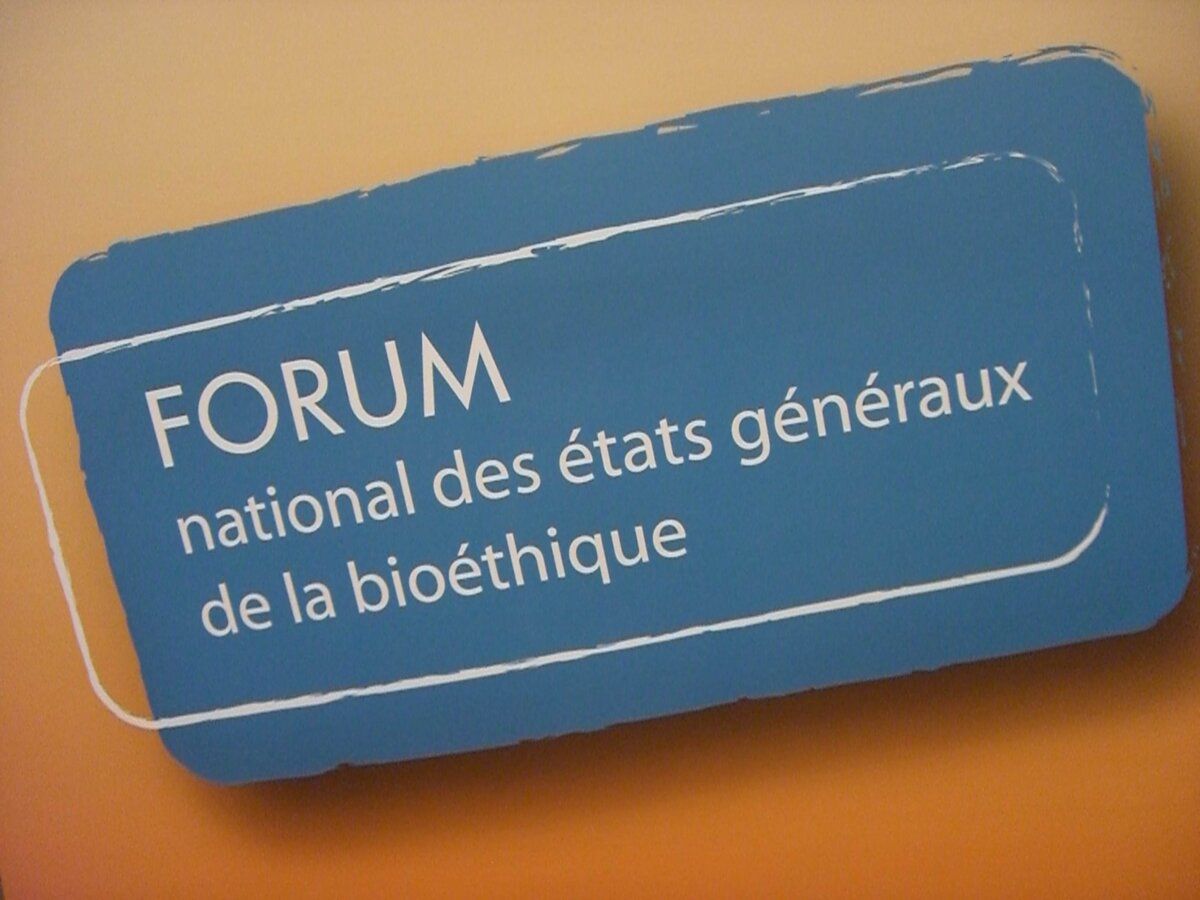 FORUM
national des états généraux
de la bioéthique